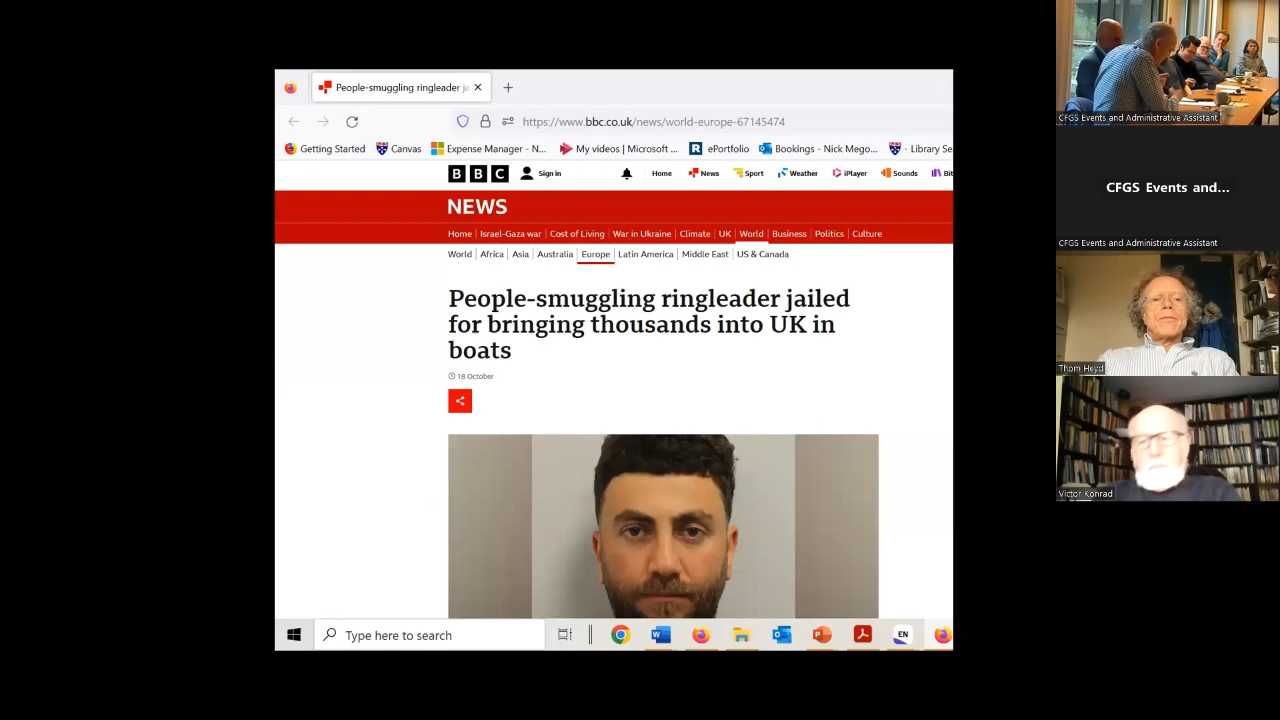 People-smuggling ringleader ja
https://www.bbc.co.uk/news/world-europe-67145474
Getting Started Canvas Expense Manager - N... My videos | Microsoft ... ePortfolio Bookings - Nick Mego... - Library Se
BBC Sign in Home News Sport Weather iPlayer Sounds Bit
NEWS
Home Israel-Gaza war Cost of Living War in Ukraine Climate UK World Business Politics Culture
World Africa Asia Australia Europe Latin America Middle East US & Canada
People-smuggling ringleader jailed
for bringing thousands into UK in
boats
18 October
Type here to search
EN
CFGS Events and Administrative Assistant
CFGS Events and...
CFGS Events and Administrative Assistant
Thom Heyd
Victor Konrad